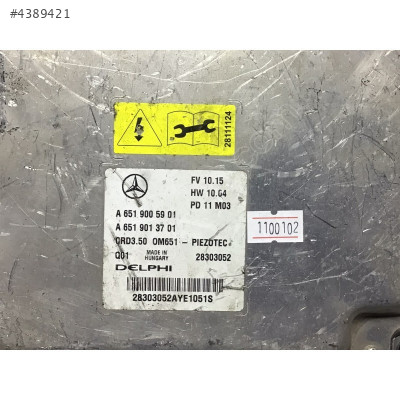 #4389421
28111124
FV 10.15
HW 10.04
PD 11 M03
A 651 900 59 01
A 651 901 37 01
CRD3.50 OM651 - PIEZOTEC
Q01 MADE IN HUNGARY 28303052
DELPHI
28303052AYE1051S
1100102